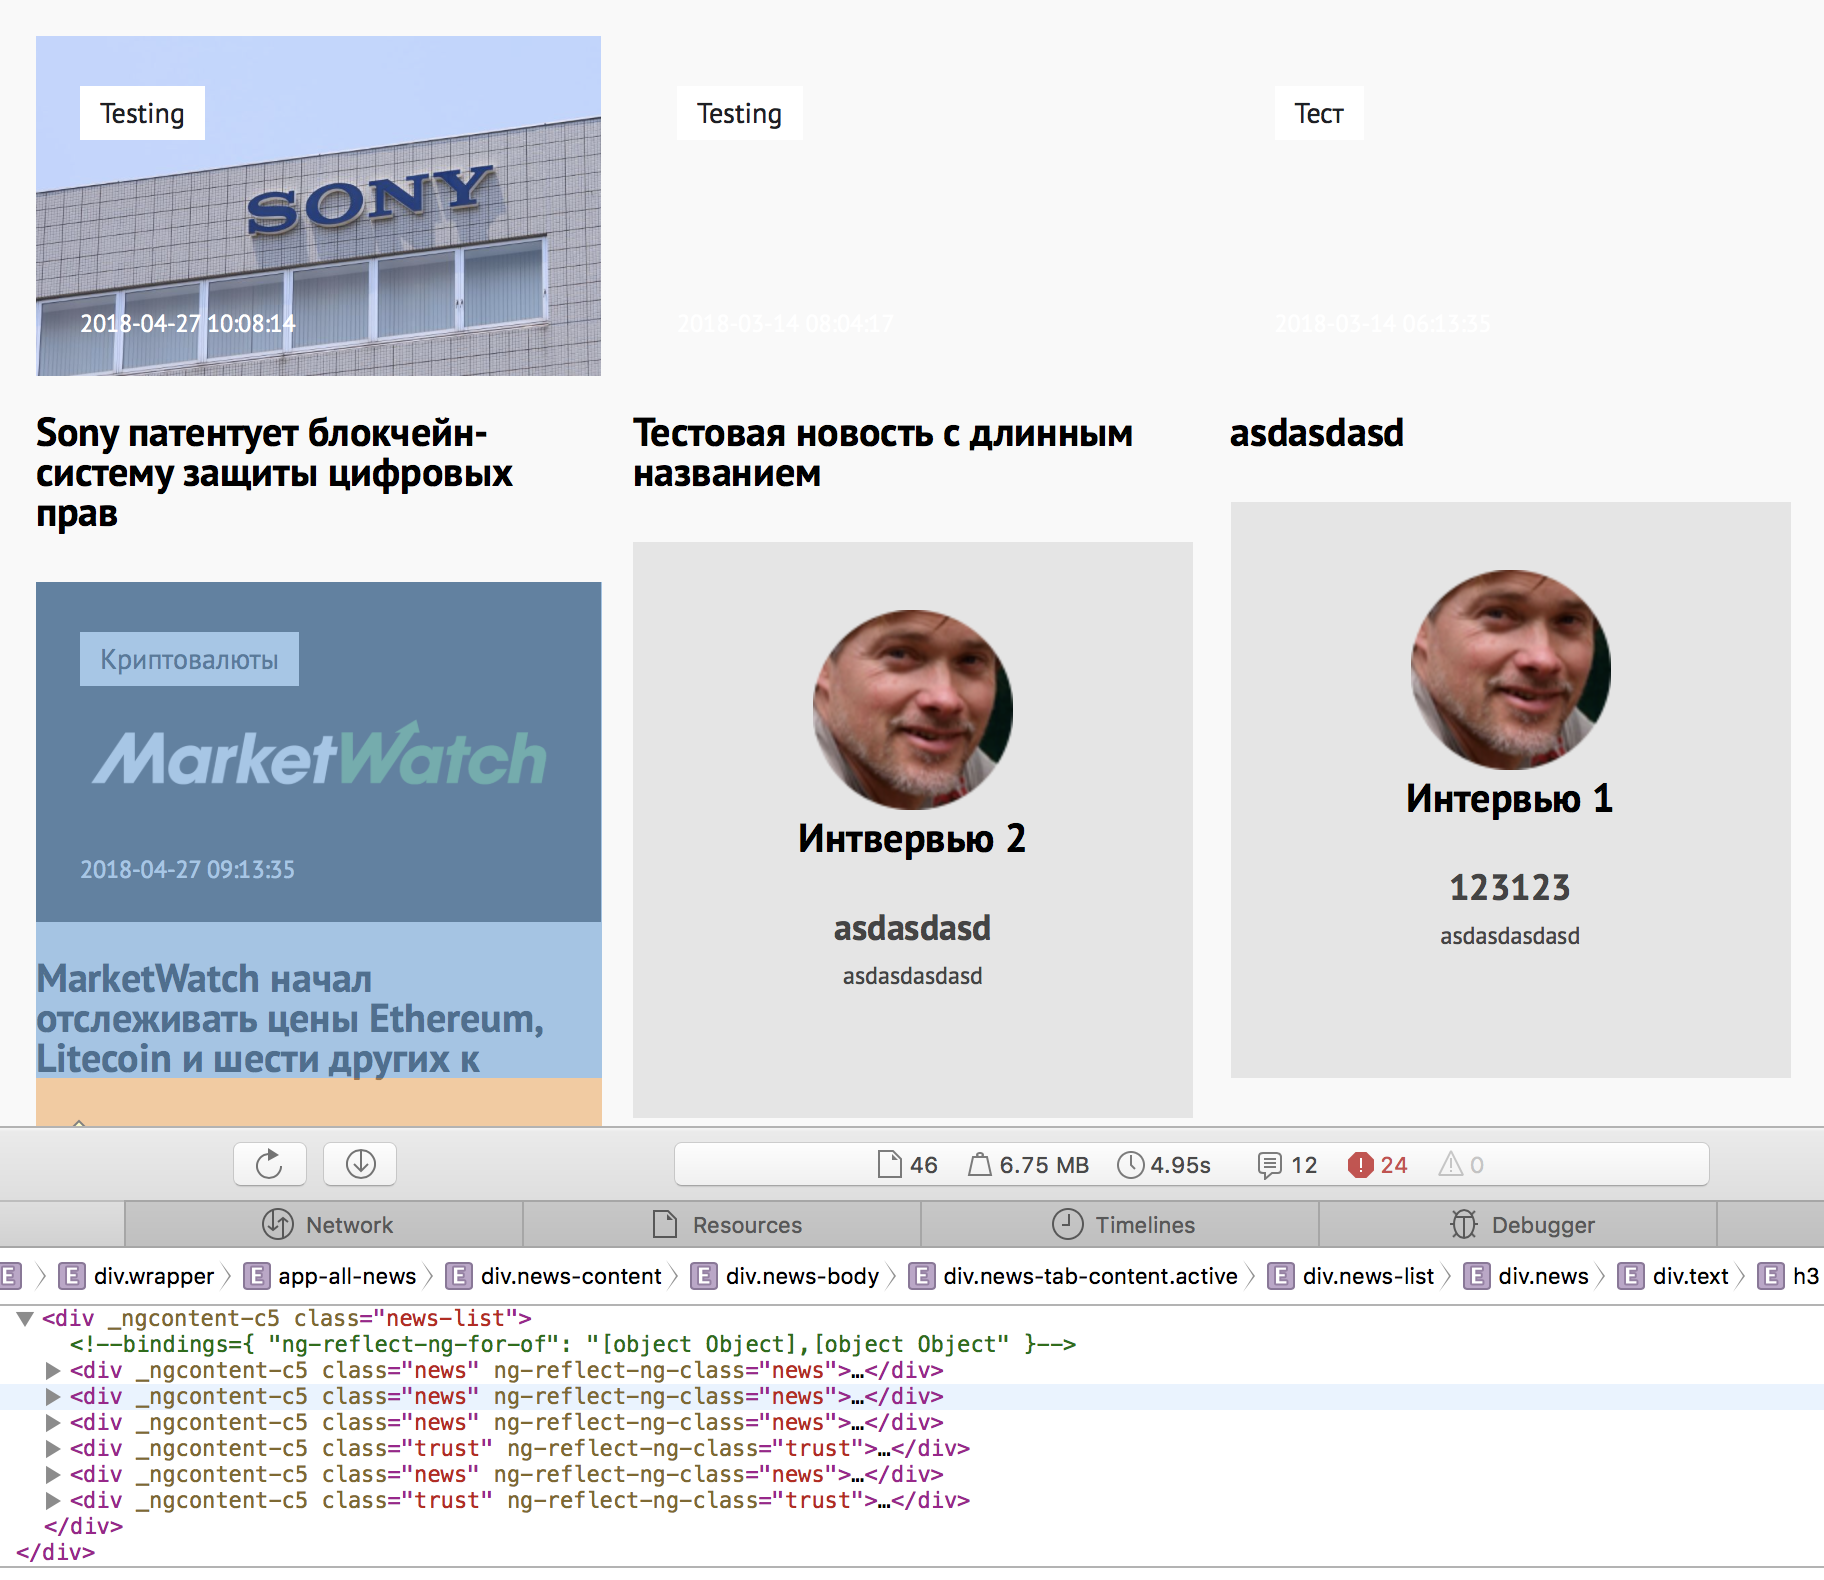 Testing
SONY
2018-04-27 10:08:14
Sony патентует блокчейн-
систему защиты цифровых
прав
Криптовалюты
MarketWatch
2018-04-27 09:13:35
MarketWatch начал
отслеживать цены Ethereum,
Litecoin и шести других к
Testing
2018-03-14 08:04:17
Тестовая новость с длинным
названием
Интвервью 2
asdasdasd
asdasdasdasd
Тест
2018-03-14 06:13:35
asdasdasd
Интервью 1
123123
asdasdasdasd
46 6.75 MB 4.95s 12 24 0
Network Resources Timelines Debugger
E E div.wrapper E app-all-news E div.news-content E div.news-body E div.news-tab-content.active E div.news-list E div.news E div.text E h3
<div _ngcontent-c5 class="news-list">
<!--bindings={ "ng-reflect-ng-for-of": "[object Object],[object Object" }-->
<div _ngcontent-c5 class="news" ng-reflect-ng-class="news">…</div>
<div _ngcontent-c5 class="news" ng-reflect-ng-class="news">…</div>
<div _ngcontent-c5 class="news" ng-reflect-ng-class="news">…</div>
<div _ngcontent-c5 class="trust" ng-reflect-ng-class="trust">…</div>
<div _ngcontent-c5 class="news" ng-reflect-ng-class="news">…</div>
<div _ngcontent-c5 class="trust" ng-reflect-ng-class="trust">…</div>
</div>
</div>